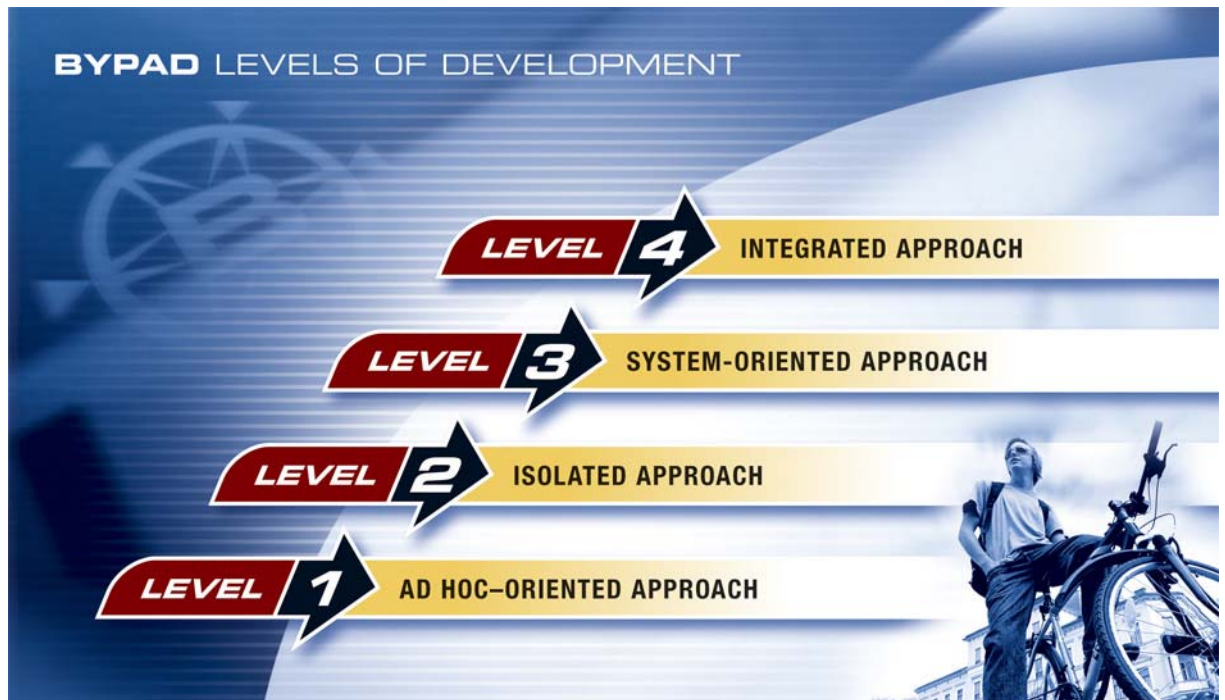 BYPAD LEVELS OF DEVELOPMENT
LEVEL 4 INTEGRATED APPROACH
LEVEL 3 SYSTEM-ORIENTED APPROACH
LEVEL 2 ISOLATED APPROACH
LEVEL 1 AD HOC–ORIENTED APPROACH
B